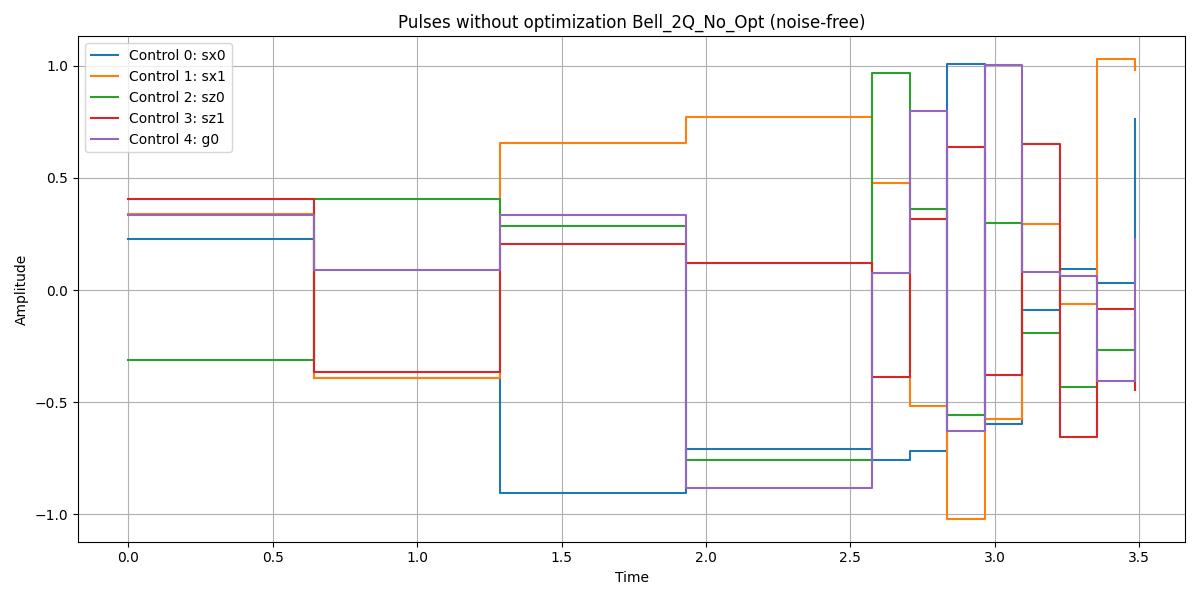 Pulses without optimization Bell_2Q_No_Opt (noise-free)
Control 0: sx0
Control 1: sx1
Control 2: sz0
Control 3: sz1
Control 4: g0
Amplitude
1.0
0.5
0.0
−0.5
−1.0
0.0 0.5 1.0 1.5 2.0 2.5 3.0 3.5
Time